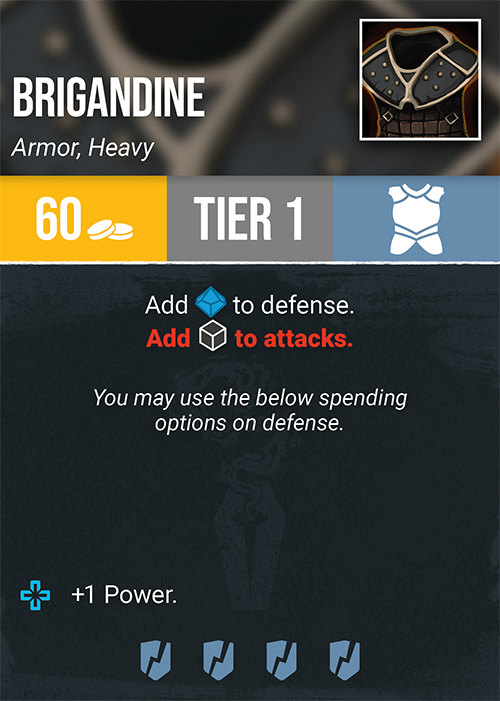 BRIGANDINE
Armor, Heavy
60 TIER 1
Add to defense.
Add to attacks.
You may use the below spending
options on defense.
+1 Power.